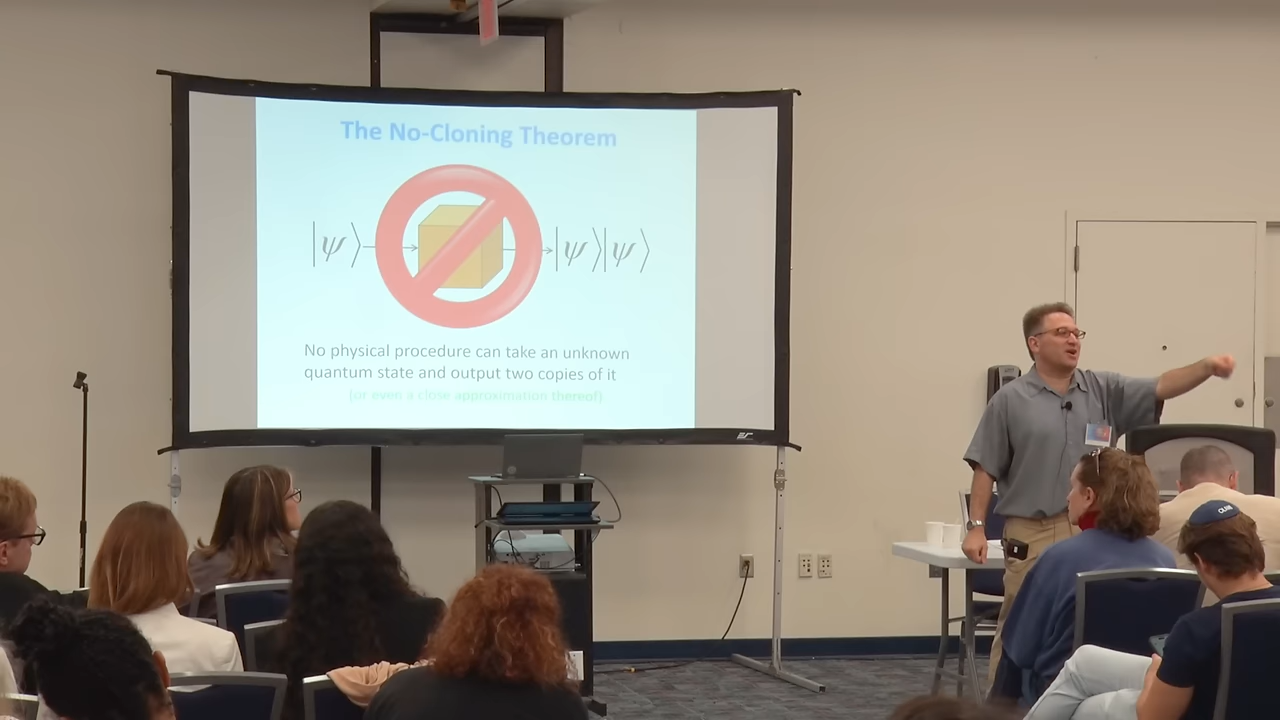 The No-Cloning Theorem
|ψ⟩ |ψ⟩|ψ⟩
No physical procedure can take an unknown
quantum state and output two copies of it
(or even a close approximation thereof)